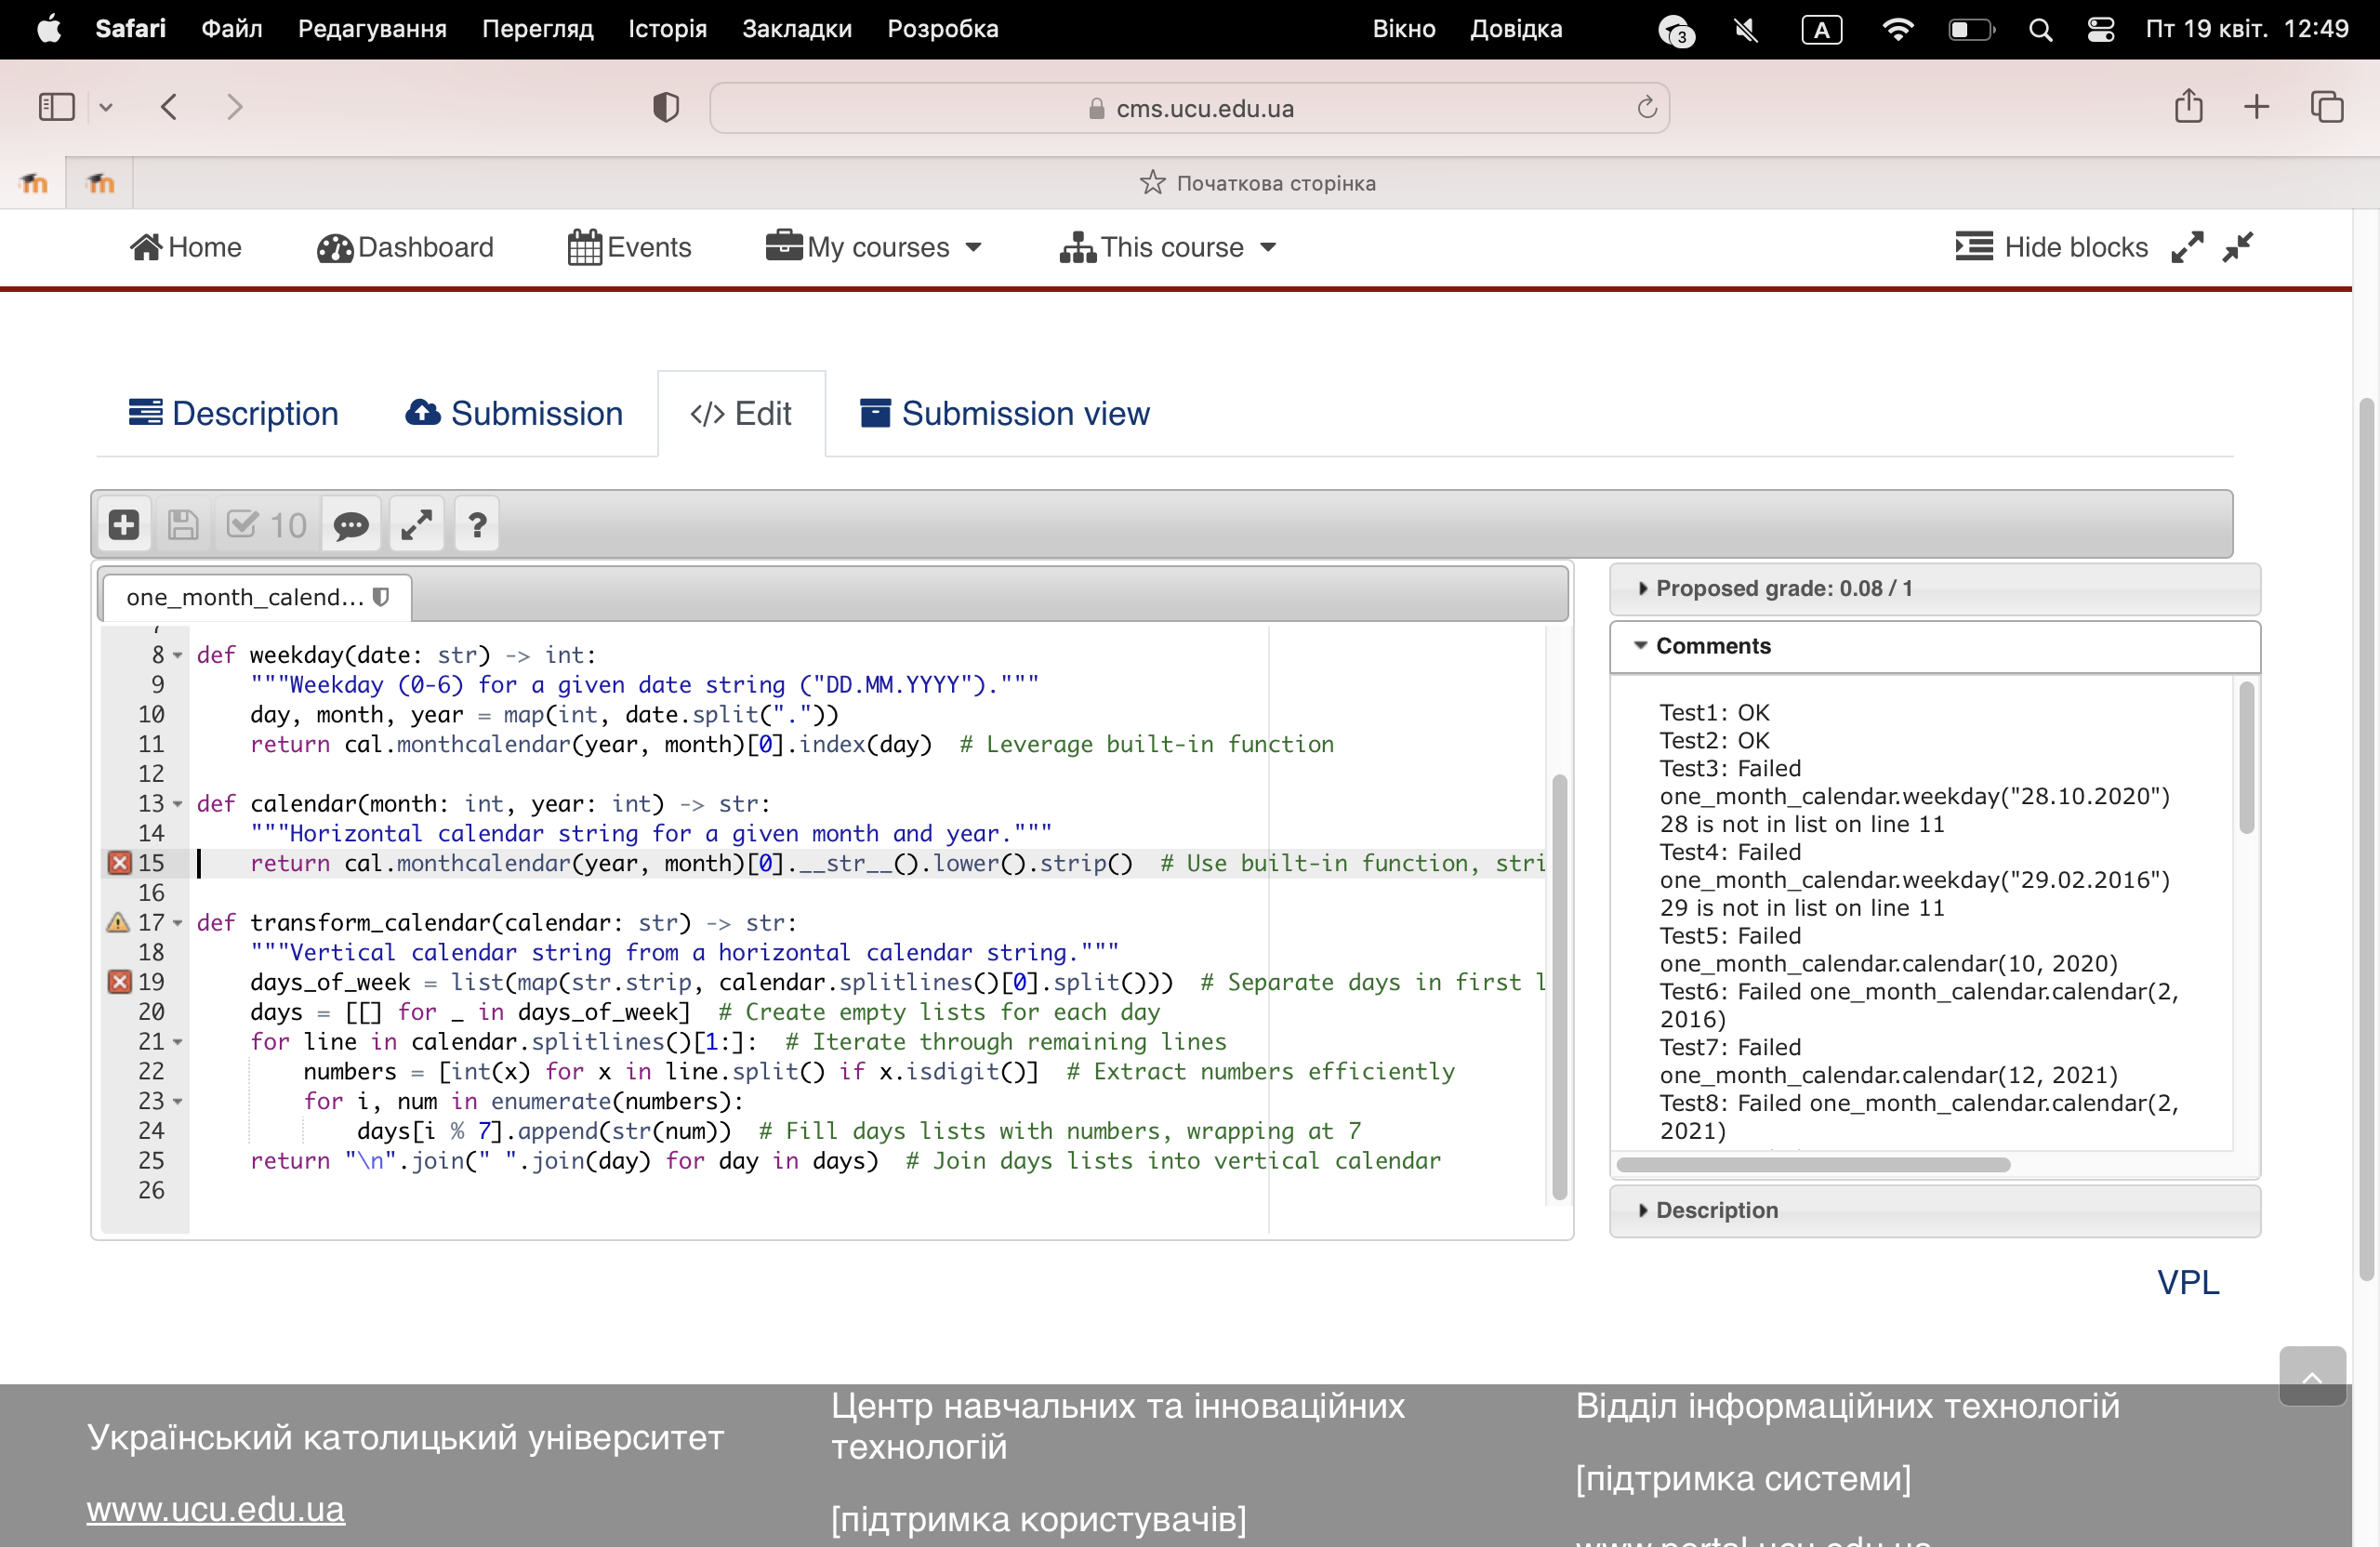 Safari Файл Редагування Перегляд Історія Закладки Розробка Вікно Довідка 3 A Пт 19 квіт. 12:49
cms.ucu.edu.ua
Початкова сторінка
Home Dashboard Events My courses This course Hide blocks
Description Submission </> Edit Submission view
10 ?
one_month_calend...
7
8 def weekday(date: str) -> int:
9 """Weekday (0-6) for a given date string ("DD.MM.YYYY")."""
10 day, month, year = map(int, date.split("."))
11 return cal.monthcalendar(year, month)[0].index(day)  # Leverage built-in function
12
13 def calendar(month: int, year: int) -> str:
14 """Horizontal calendar string for a given month and year."""
15 return cal.monthcalendar(year, month)[0].__str__().lower().strip()  # Use built-in function, stri
16
17 def transform_calendar(calendar: str) -> str:
18 """Vertical calendar string from a horizontal calendar string."""
19 days_of_week = list(map(str.strip, calendar.splitlines()[0].split()))  # Separate days in first l
20 days = [[] for _ in days_of_week]  # Create empty lists for each day
21 for line in calendar.splitlines()[1:]:  # Iterate through remaining lines
22 numbers = [int(x) for x in line.split() if x.isdigit()]  # Extract numbers efficiently
23 for i, num in enumerate(numbers):
24 days[i % 7].append(str(num))  # Fill days lists with numbers, wrapping at 7
25 return "\n".join(" ".join(day) for day in days)  # Join days lists into vertical calendar
26
Proposed grade: 0.08 / 1
Comments
Test1: OK
Test2: OK
Test3: Failed
one_month_calendar.weekday("28.10.2020")
28 is not in list on line 11
Test4: Failed
one_month_calendar.weekday("29.02.2016")
29 is not in list on line 11
Test5: Failed
one_month_calendar.calendar(10, 2020)
Test6: Failed one_month_calendar.calendar(2,
2016)
Test7: Failed
one_month_calendar.calendar(12, 2021)
Test8: Failed one_month_calendar.calendar(2,
2021)
Description
VPL
Український католицький університет
www.ucu.edu.ua
Центр навчальних та інноваційних
технологій
[підтримка користувачів]
Відділ інформаційних технологій
[підтримка системи]
www.portal.ucu.edu.ua